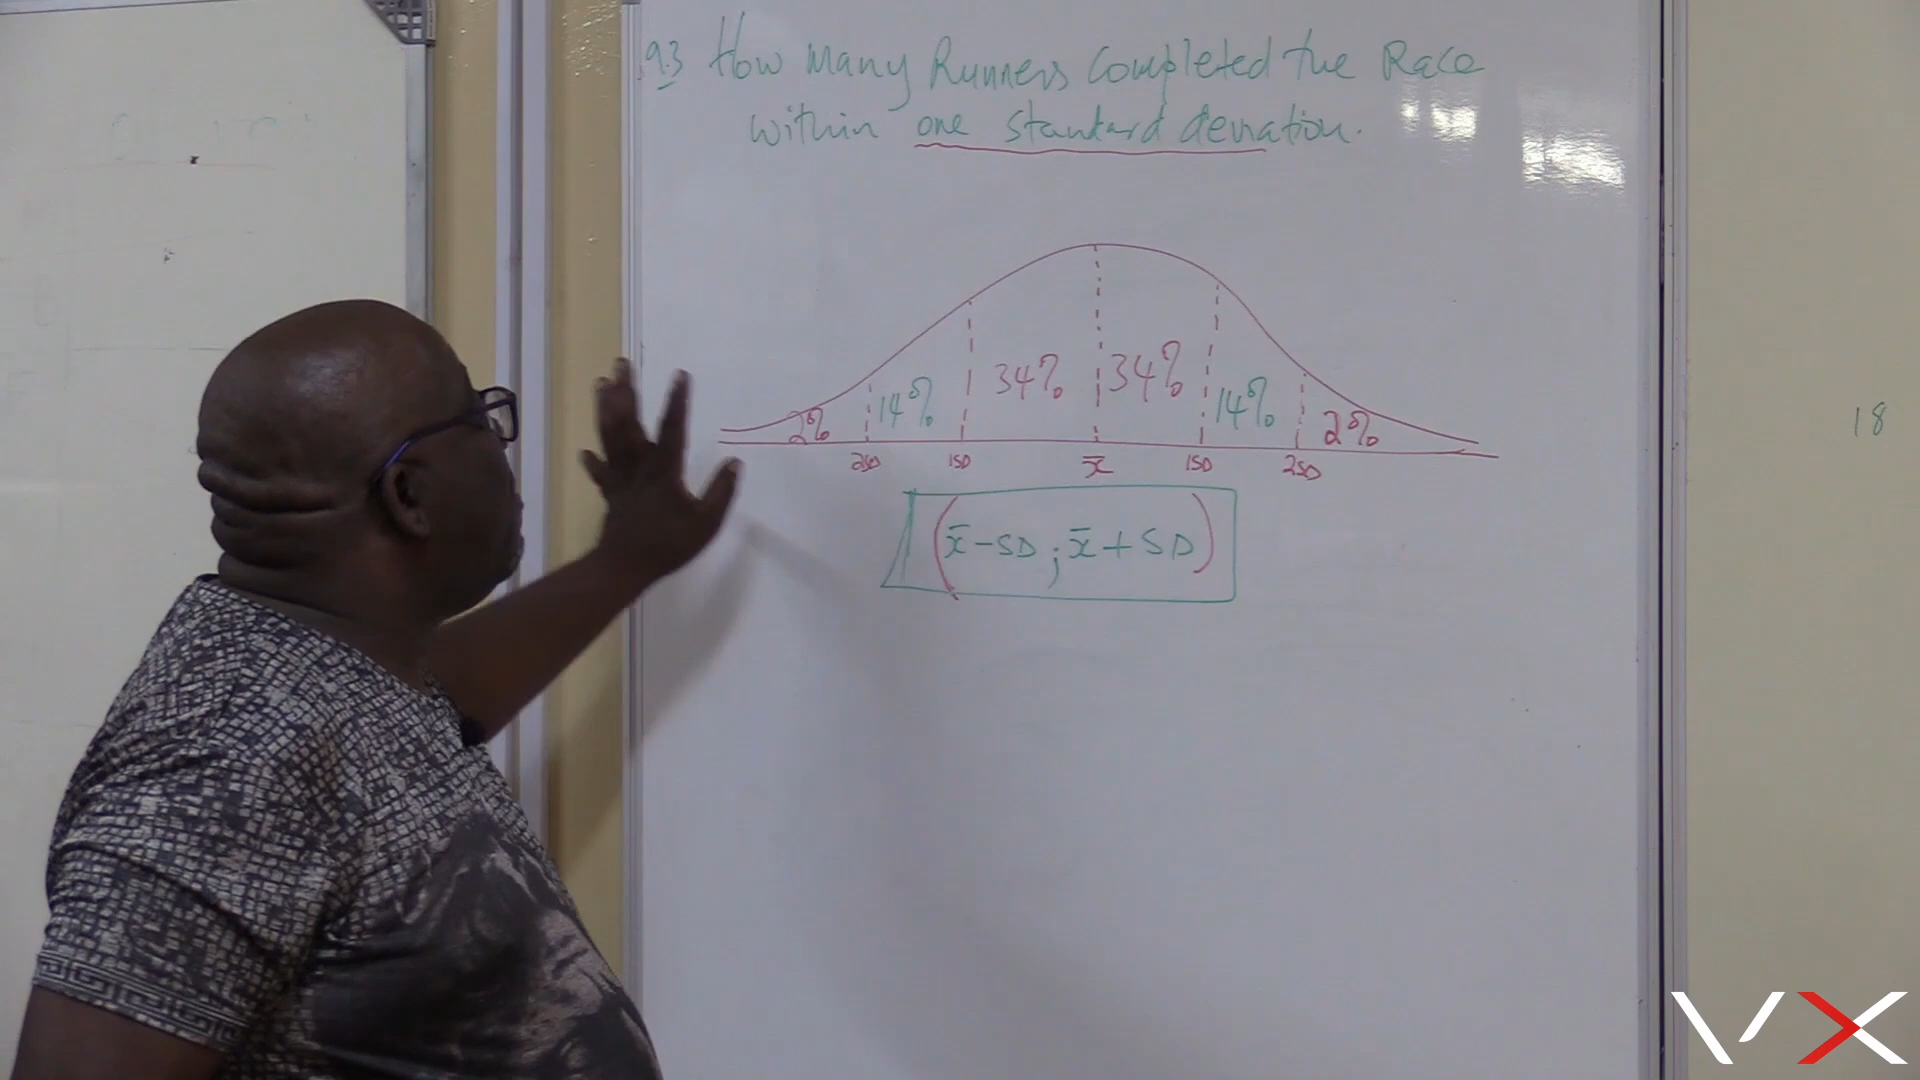 9.3 How Many Runners Completed the Race
within one standard deviation.
2% 14% 34% 34% 14% 2%
2SD 1SD x̄ 1SD 2SD
(x̄-SD ; x̄+SD)
18
VX